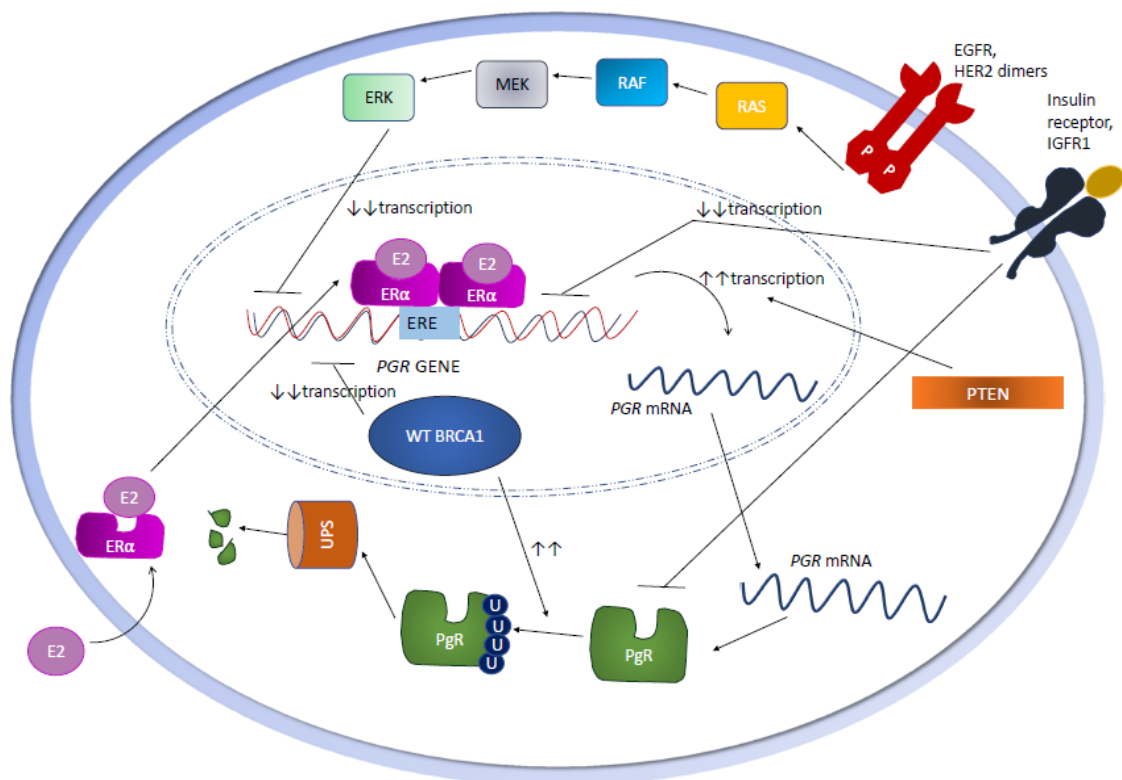 EGFR,
HER2 dimers
Insulin
receptor,
IGFR1
ERK
MEK
RAF
RAS
P
P
↓↓transcription
↓↓transcription
E2
E2
ERα
ERα
↑↑transcription
ERE
PGR GENE
↓↓transcription
PGR mRNA
PTEN
WT BRCA1
E2
ERα
UPS
↑↑
PGR mRNA
PgR
U
U
U
U
PgR
E2